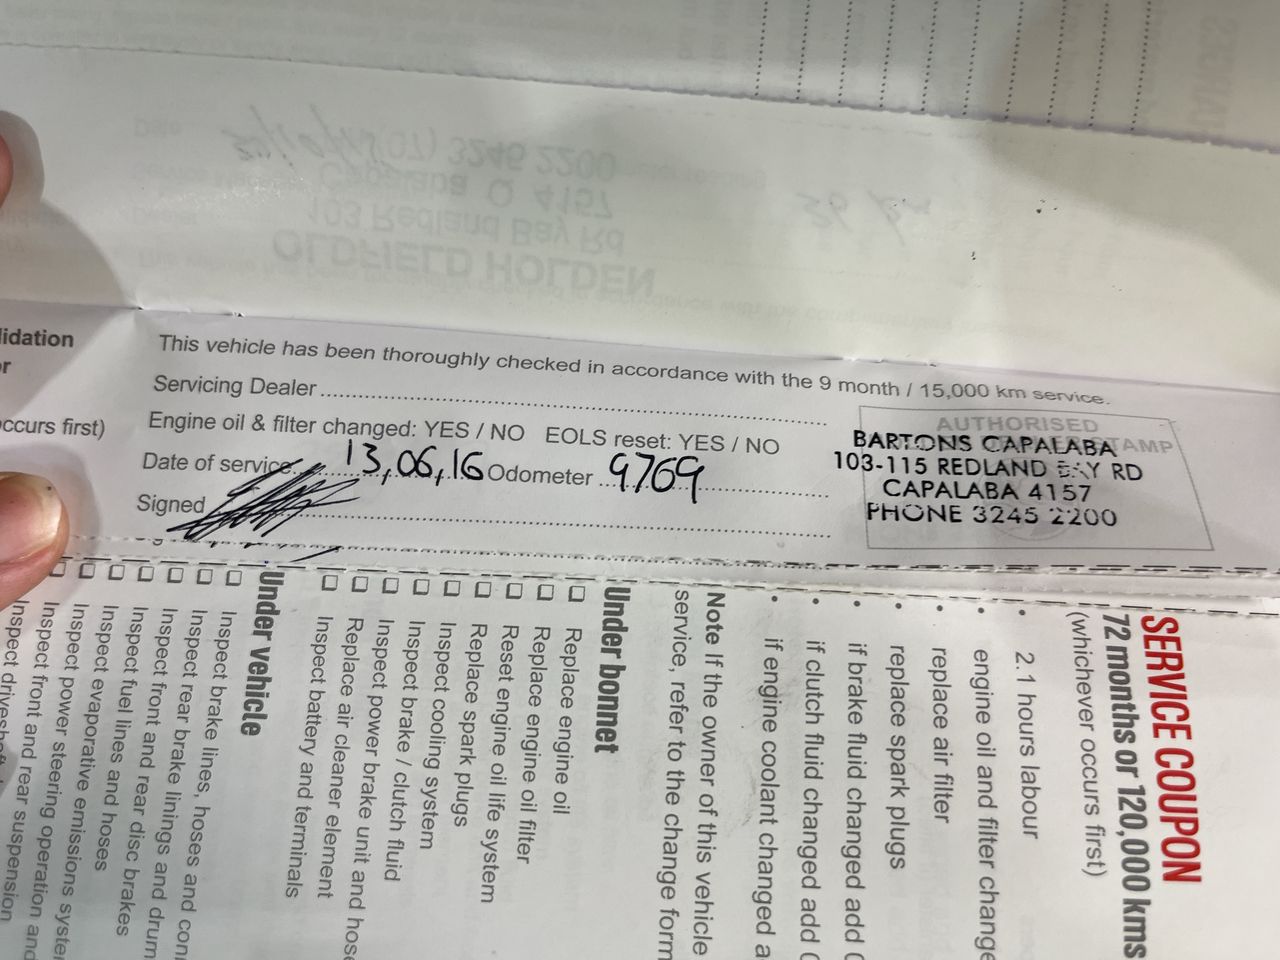 (07) 3245 2200
Capalaba Q 4157
103 Redland Bay Rd
OLDFIELD HOLDEN
lidation
r
ccurs first)
This vehicle has been thoroughly checked in accordance with the 9 month / 15,000 km service.
Servicing Dealer
Engine oil & filter changed: YES / NO EOLS reset: YES / NO
Date of service 13,06,16 Odometer 9769
Signed
AUTHORISED
STAMP
BARTONS CAPALABA
103-115 REDLAND BAY RD
CAPALABA 4157
PHONE 3245 2200
SERVICE COUPON
72 months or 120,000 kms
(whichever occurs first)
• 2.1 hours labour
• engine oil and filter change
• replace air filter
• replace spark plugs
• if brake fluid changed add
• if clutch fluid changed add
• if engine coolant changed a
Note If the owner of this vehicle
service, refer to the change form
Under bonnet
Replace engine oil
Replace engine oil filter
Reset engine oil life system
Replace spark plugs
Inspect cooling system
Inspect brake / clutch fluid
Inspect power brake unit and hose
Replace air cleaner element
Inspect battery and terminals
Under vehicle
Inspect brake lines, hoses and con
Inspect rear brake linings and drum
Inspect front and rear disc brakes
Inspect fuel lines and hoses
Inspect evaporative emissions syste
Inspect power steering operation and
Inspect front and rear suspension
Inspect drivesh